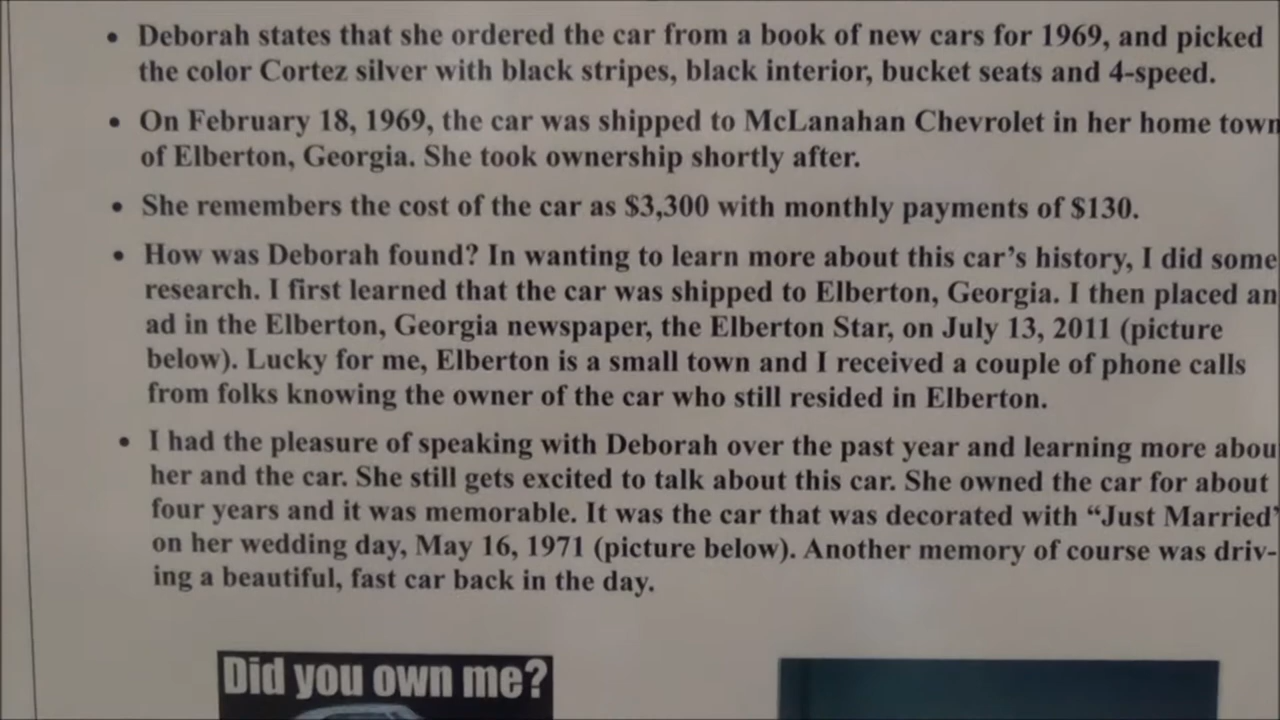 • Deborah states that she ordered the car from a book of new cars for 1969, and picked
the color Cortez silver with black stripes, black interior, bucket seats and 4-speed.
• On February 18, 1969, the car was shipped to McLanahan Chevrolet in her home town
of Elberton, Georgia. She took ownership shortly after.
• She remembers the cost of the car as $3,300 with monthly payments of $130.
• How was Deborah found? In wanting to learn more about this car's history, I did some
research. I first learned that the car was shipped to Elberton, Georgia. I then placed an
ad in the Elberton, Georgia newspaper, the Elberton Star, on July 13, 2011 (picture
below). Lucky for me, Elberton is a small town and I received a couple of phone calls
from folks knowing the owner of the car who still resided in Elberton.
• I had the pleasure of speaking with Deborah over the past year and learning more abou
her and the car. She still gets excited to talk about this car. She owned the car for about
four years and it was memorable. It was the car that was decorated with “Just Married”
on her wedding day, May 16, 1971 (picture below). Another memory of course was driv-
ing a beautiful, fast car back in the day.
Did you own me?